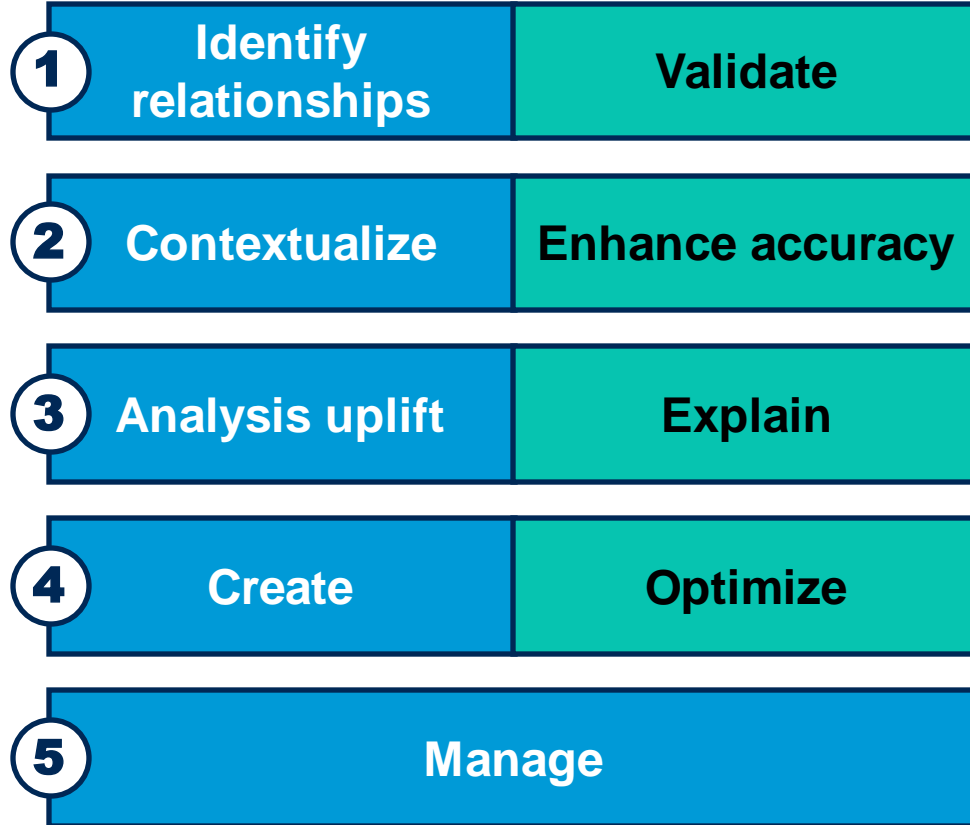 1
Identify
relationships
Validate
2
Contextualize
Enhance accuracy
3
Analysis uplift
Explain
4
Create
Optimize
5
Manage